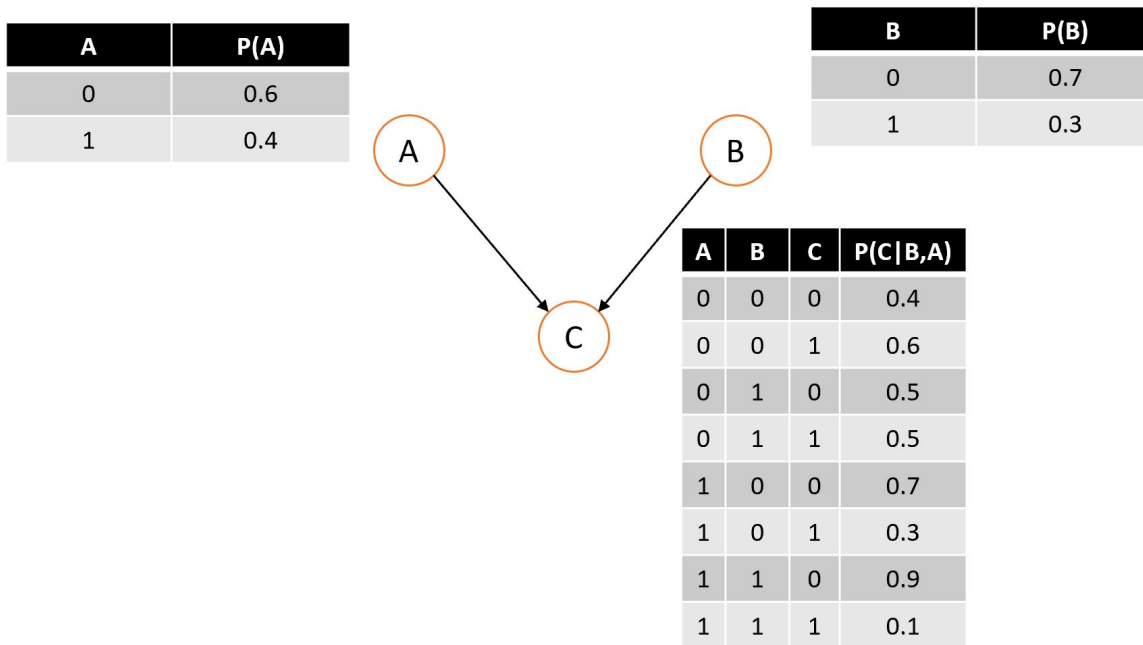 A P(A)
0 0.6
1 0.4
B P(B)
0 0.7
1 0.3
A
B
C
A B C P(C|B,A)
0 0 0 0.4
0 0 1 0.6
0 1 0 0.5
0 1 1 0.5
1 0 0 0.7
1 0 1 0.3
1 1 0 0.9
1 1 1 0.1